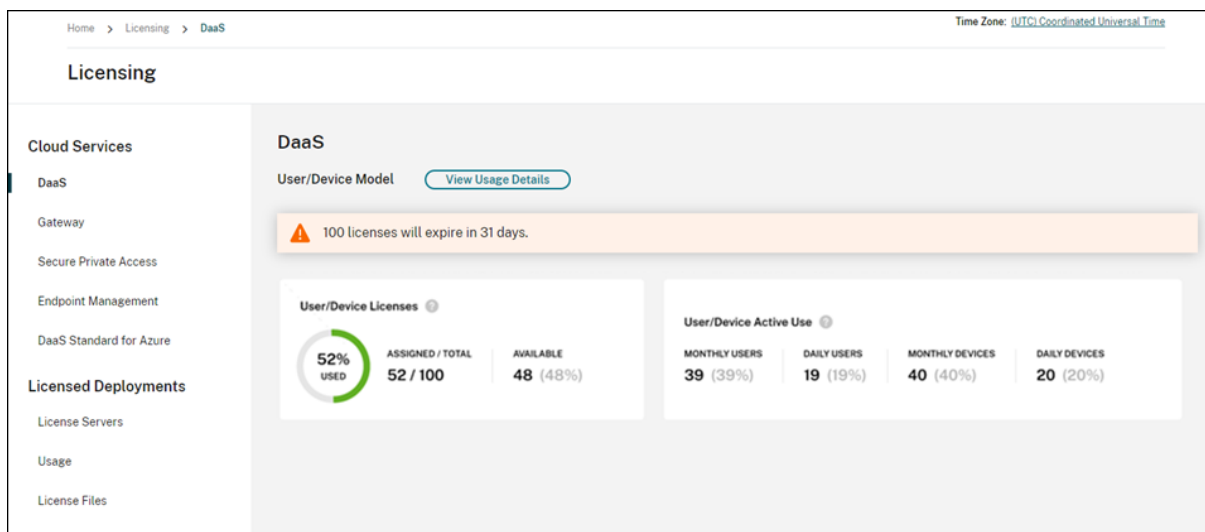 Home > Licensing > DaaS
Time Zone: (UTC) Coordinated Universal Time
Licensing
Cloud Services
DaaS
Gateway
Secure Private Access
Endpoint Management
DaaS Standard for Azure
Licensed Deployments
License Servers
Usage
License Files
DaaS
User/Device Model View Usage Details
100 licenses will expire in 31 days.
User/Device Licenses ?
52%
USED
ASSIGNED / TOTAL
52 / 100
AVAILABLE
48 (48%)
User/Device Active Use ?
MONTHLY USERS
39 (39%)
DAILY USERS
19 (19%)
MONTHLY DEVICES
40 (40%)
DAILY DEVICES
20 (20%)